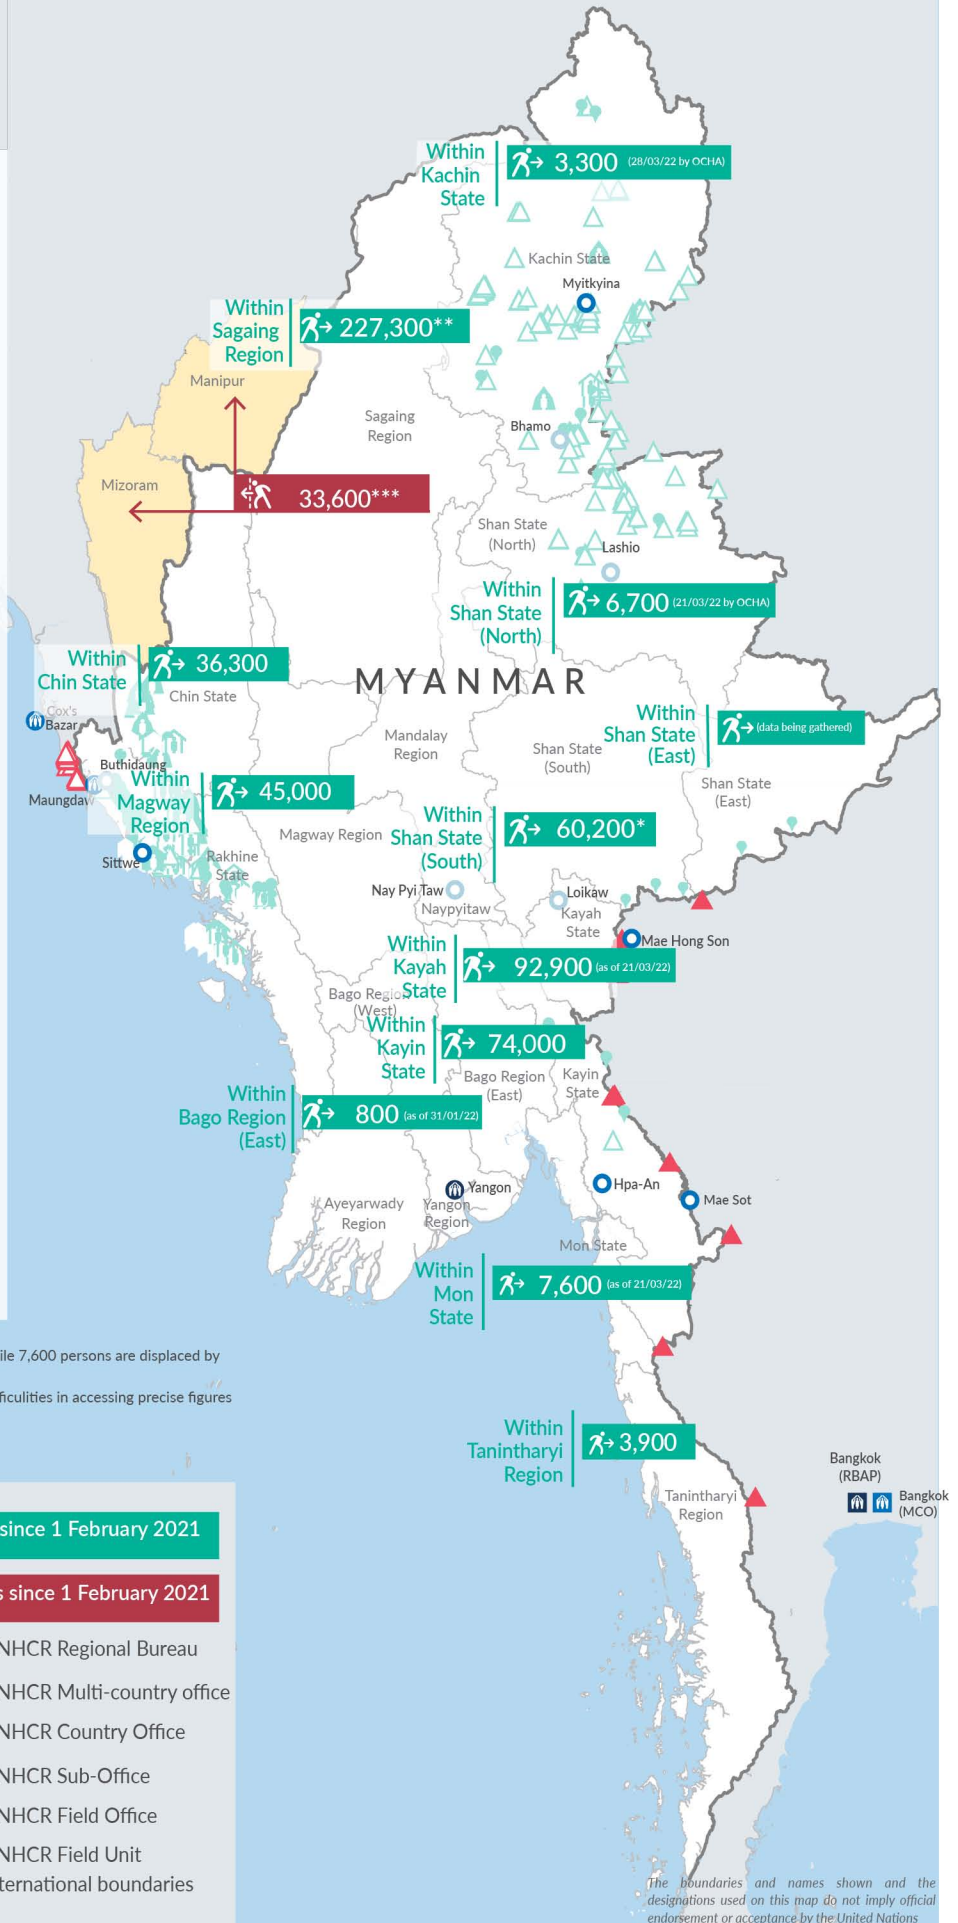 Within
Kachin
State
3,300 (28/03/22 by OCHA)
Kachin State
Myitkyina
Within
Sagaing
Region
227,300**
Manipur
Sagaing
Region
Bhamo
Mizoram
33,600***
Shan State
(North)
Lashio
Within
Shan State
(North)
6,700 (21/03/22 by OCHA)
Within
Chin State
36,300
Chin State
MYANMAR
Cox's
Bazar
Within
Shan State
(East)
(data being gathered)
Mandalay
Region
Shan State
(South)
Shan State
(East)
Buthidaung
Maungdaw
Within
Magway
Region
45,000
Magway Region
Within
Shan State
(South)
60,200*
Sittwe
Rakhine
State
Nay Pyi Taw
Naypyitaw
Loikaw
Kayah
State
Mae Hong Son
Within
Kayah
State
92,900 (as of 21/03/22)
Bago Region
(West)
Within
Kayin
State
74,000
Bago Region
(East)
Kayin
State
Within
Bago Region
(East)
800 (as of 31/01/22)
Hpa-An
Mae Sot
Yangon
Yangon
Region
Ayeyarwady
Region
Mon State
Within
Mon
State
7,600 (as of 21/03/22)
ile 7,600 persons are displaced by
ficulities in accessing precise figures
Within
Tanintharyi
Region
3,900
Tanintharyi
Region
Bangkok
(RBAP)
Bangkok
(MCO)
since 1 February 2021
s since 1 February 2021
NHCR Regional Bureau
NHCR Multi-country office
NHCR Country Office
NHCR Sub-Office
NHCR Field Office
NHCR Field Unit
ternational boundaries
The boundaries and names shown and the
designations used on this map do not imply official
endorsement or acceptance by the United Nations